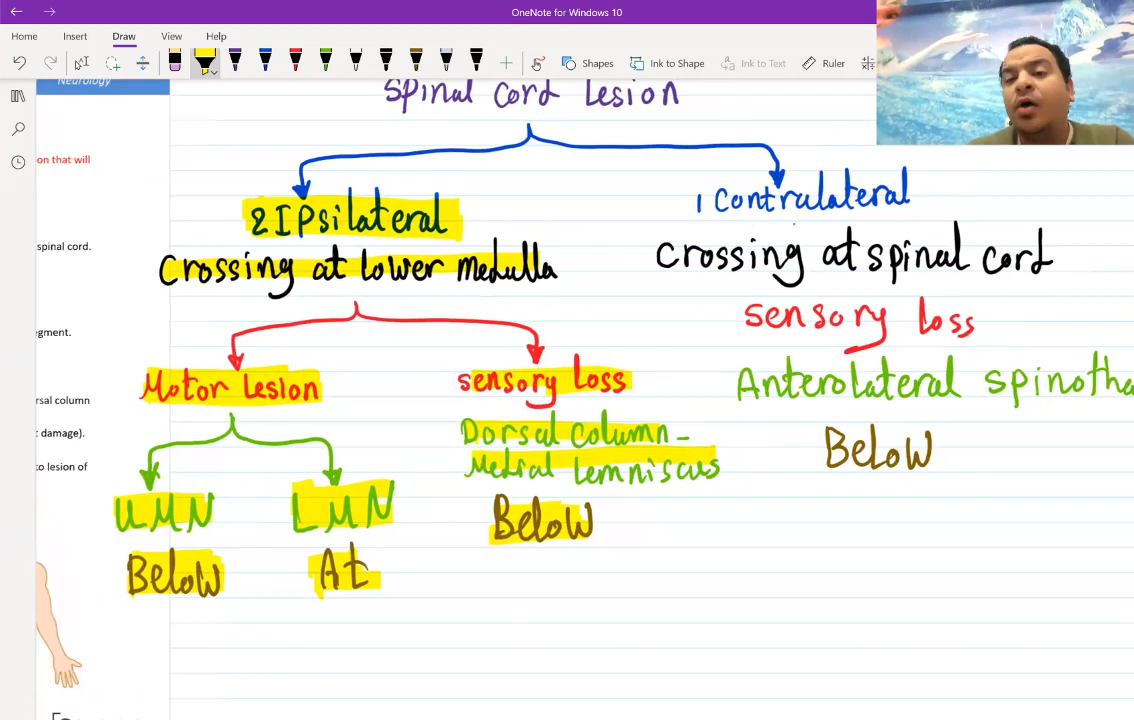 OneNote for Windows 10
Home Insert Draw View Help
Shapes Ink to Shape Ink to Text Ruler
Neurology
on that will
spinal cord.
egment.
rsal column
t damage).
to lesion of
Spinal Cord Lesion
2 Ipsilateral
Crossing at lower medulla
1 Contralateral
Crossing at spinal cord
Sensory loss
Anterolateral spinotha
Below
Motor Lesion
sensory loss
Dorsal column -
Medial lemniscus
Below
UMN
LMN
Below
At